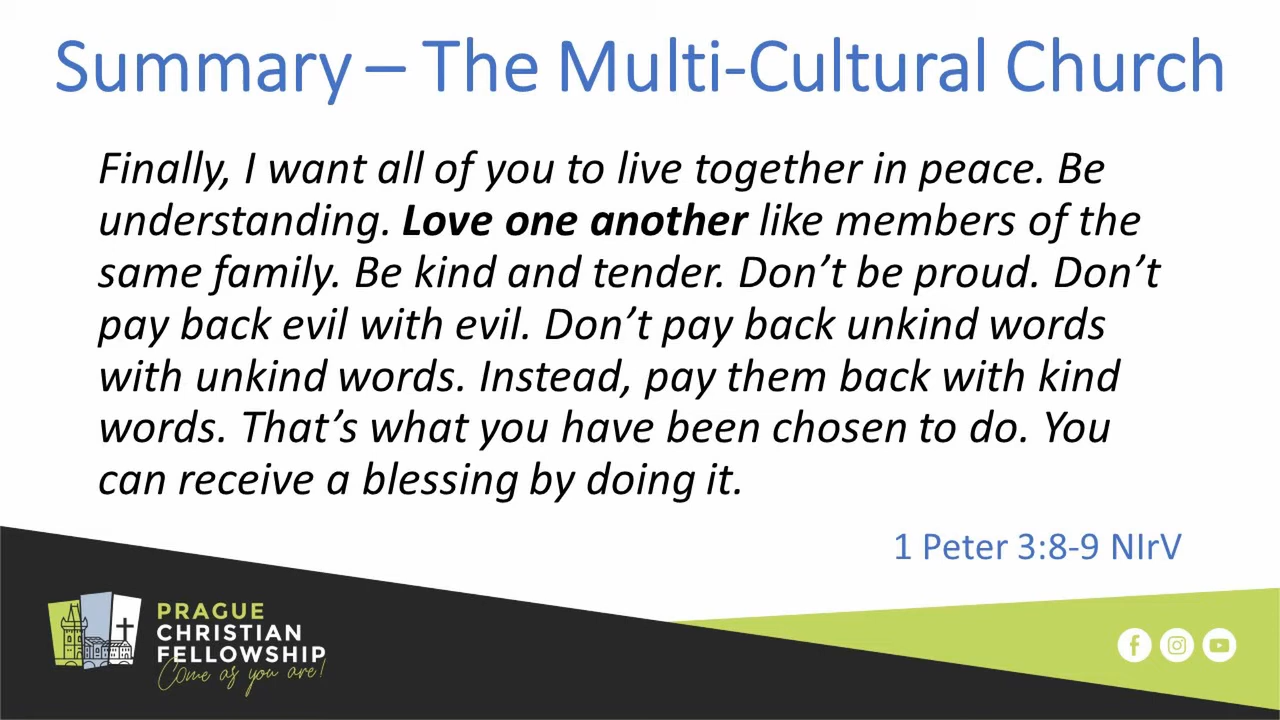 Summary – The Multi-Cultural Church
Finally, I want all of you to live together in peace. Be
understanding. Love one another like members of the
same family. Be kind and tender. Don’t be proud. Don’t
pay back evil with evil. Don’t pay back unkind words
with unkind words. Instead, pay them back with kind
words. That’s what you have been chosen to do. You
can receive a blessing by doing it.
1 Peter 3:8-9 NIrV
PRAGUE
CHRISTIAN
FELLOWSHIP
Come as you are!